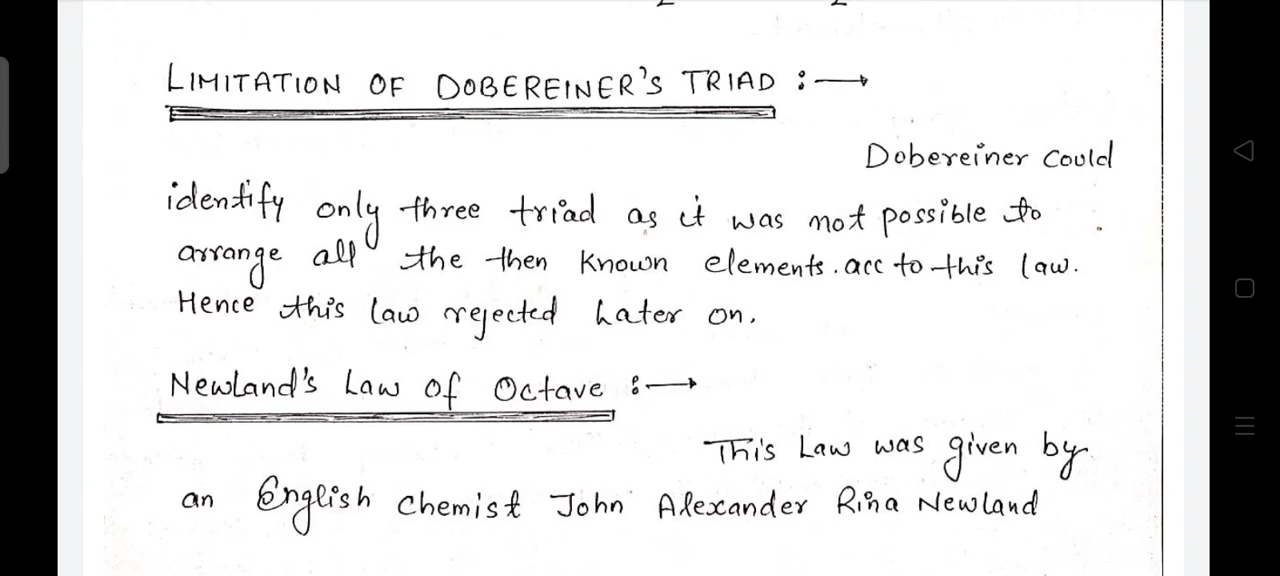 LIMITATION OF DOBEREINER'S TRIAD :→
Dobereiner could
identify only three triad as it was not possible to
arrange all the then known elements. acc to this law.
Hence this law rejected hater on.
Newland's Law of Octave :→
This Law was given by
an English chemist John Alexander Rina Newland